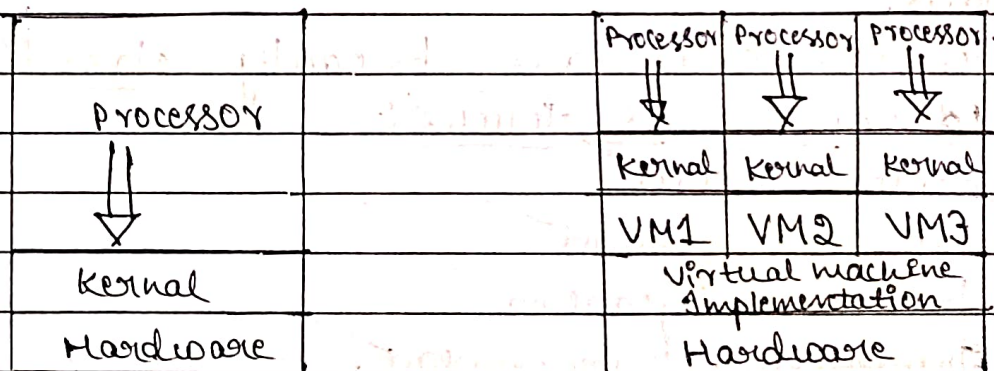 Processor
Kernal
Hardware
Processor Processor Processor
Kernal Kernal Kernal
VM1 VM2 VM3
Virtual machine
Implementation
Hardware